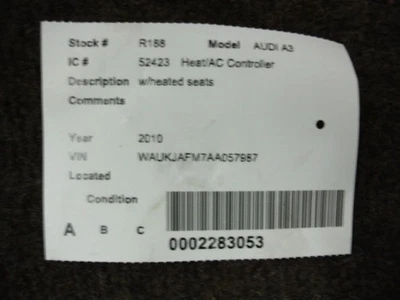 Stock # R188 Model AUDI A3
IC # 52423 Heat/AC Controller
Description w/heated seats
Comments
Year 2010
VIN WAUKJAFM7AA057987
Located
Condition
A B C
0002283053